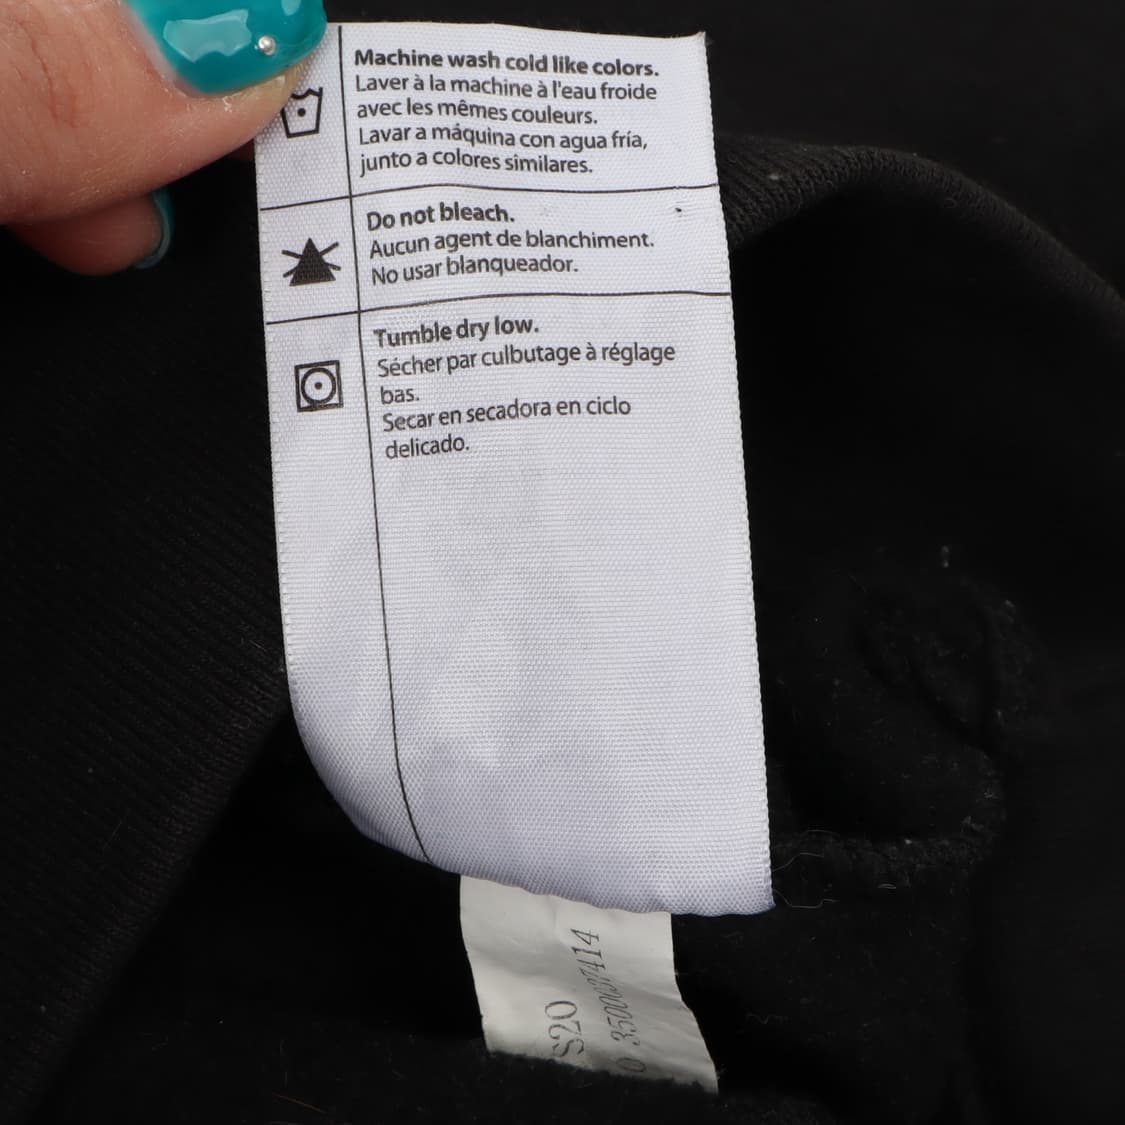 Machine wash cold like colors.
Laver à la machine à l'eau froide
avec les mêmes couleurs.
Lavar a máquina con agua fría,
junto a colores similares.
Do not bleach.
Aucun agent de blanchiment.
No usar blanqueador.
Tumble dry low.
Sécher par culbutage à réglage
bas.
Secar en secadora en ciclo
delicado.
S20